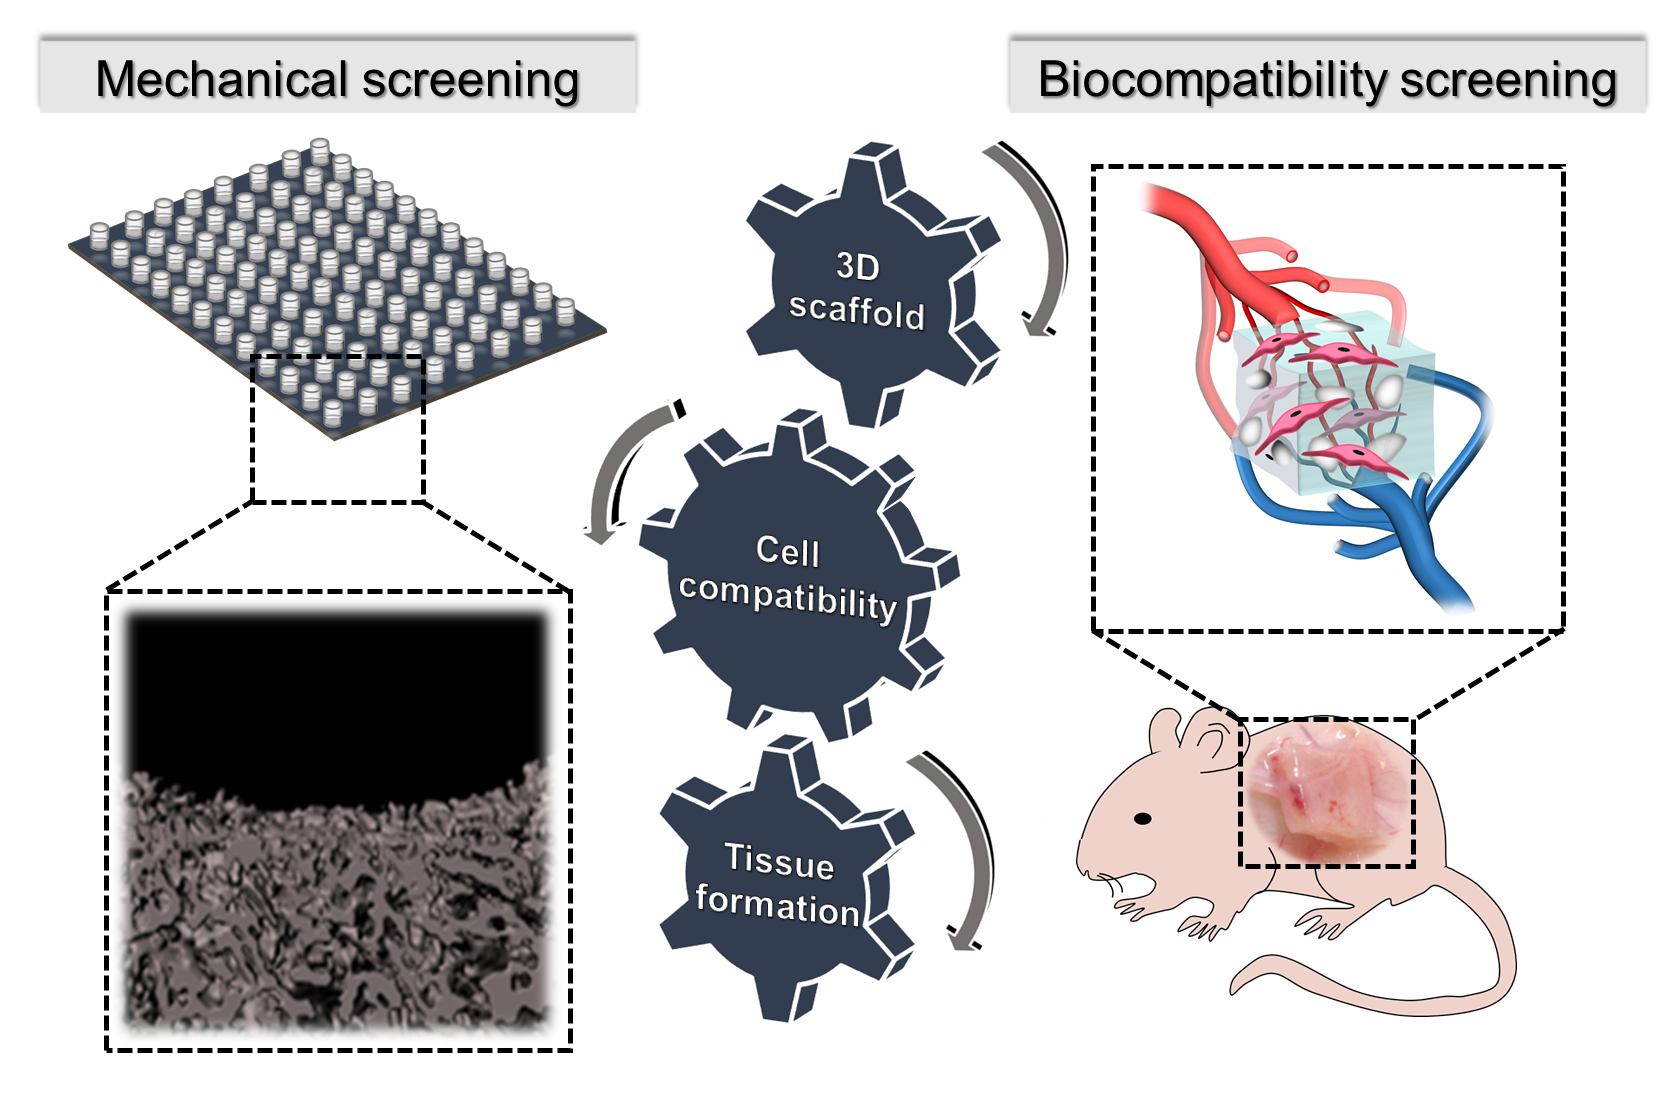 Mechanical screening
Biocompatibility screening
3D
scaffold
Cell
compatibility
Tissue
formation